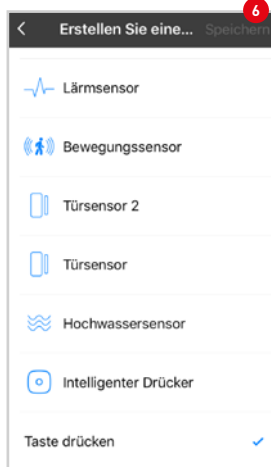 6
Erstellen Sie eine... Speichern
Lärmsensor
Bewegungssensor
Türsensor 2
Türsensor
Hochwassersensor
Intelligenter Drücker
Taste drücken